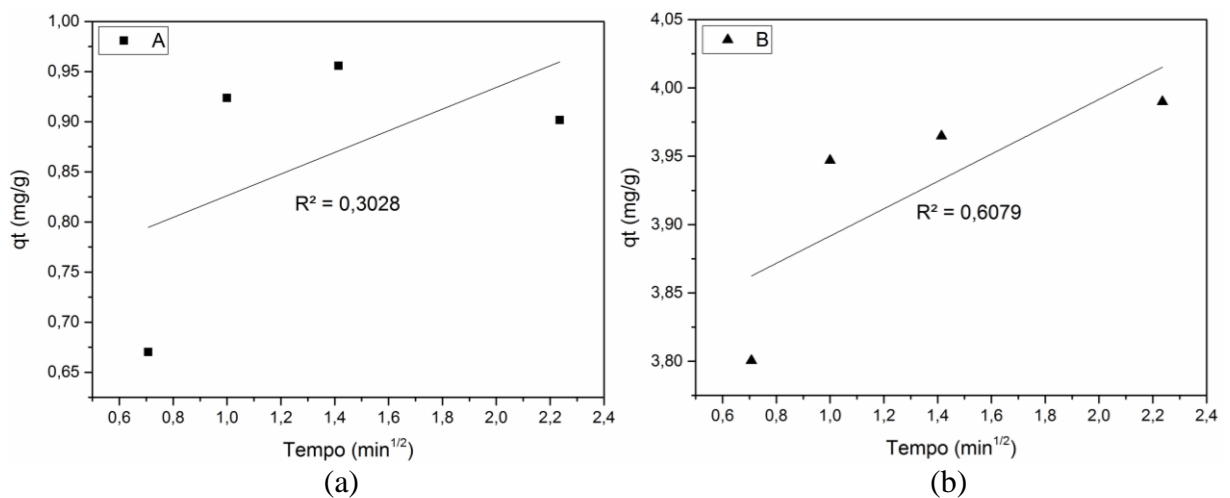 1,00
0,95
0,90
0,85
0,80
0,75
0,70
0,65
qt (mg/g)
A
R² = 0,3028
0,6 0,8 1,0 1,2 1,4 1,6 1,8 2,0 2,2 2,4
Tempo (min^1/2)
(a)
4,05
4,00
3,95
3,90
3,85
3,80
qt (mg/g)
B
R² = 0,6079
0,6 0,8 1,0 1,2 1,4 1,6 1,8 2,0 2,2 2,4
Tempo (min^1/2)
(b)